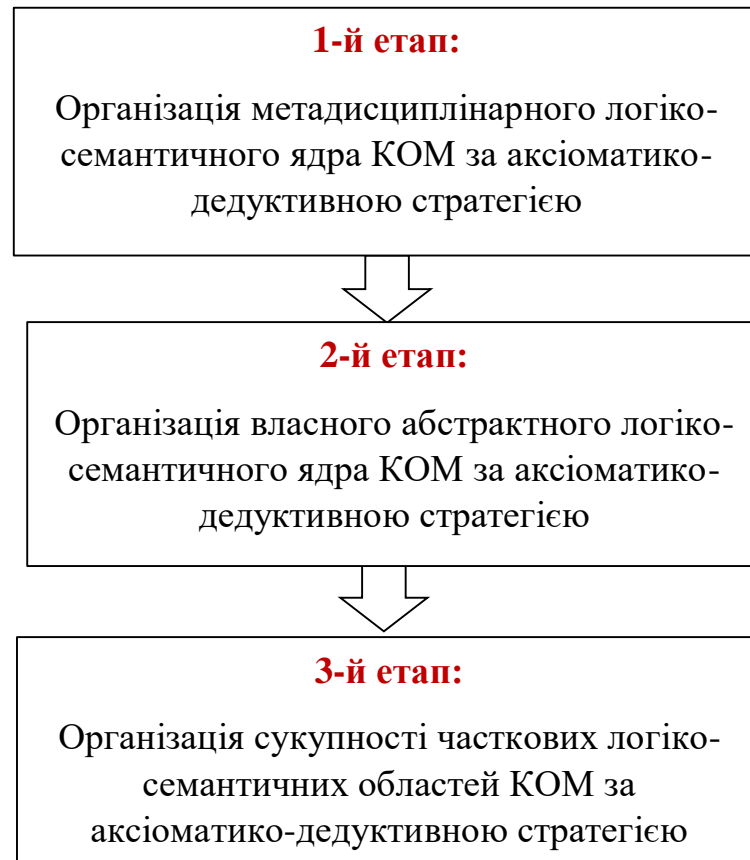 1-й етап:
Організація метадисциплінарного логіко-
семантичного ядра КОМ за аксіоматико-
дедуктивною стратегією
2-й етап:
Організація власного абстрактного логіко-
семантичного ядра КОМ за аксіоматико-
дедуктивною стратегією
3-й етап:
Організація сукупності часткових логіко-
семантичних областей КОМ за
аксіоматико-дедуктивною стратегією